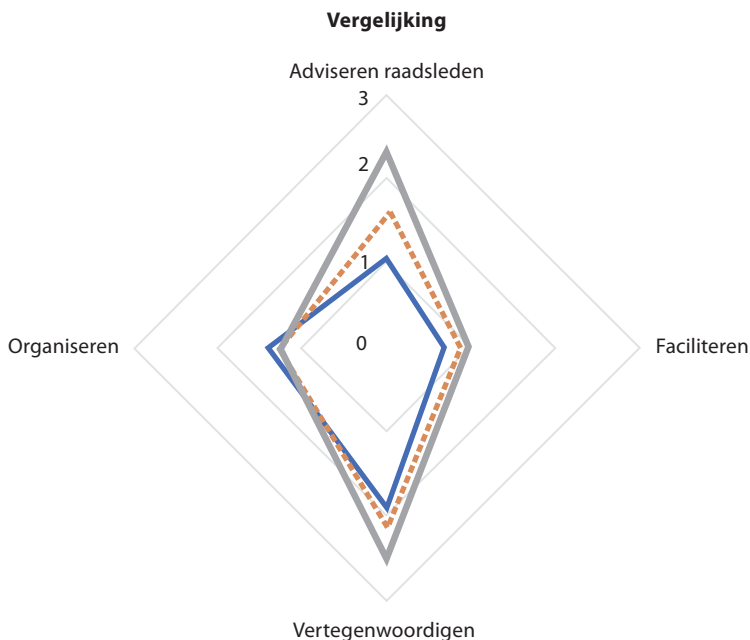 Vergelijking
Adviseren raadsleden
3
2
1
Organiseren
0
Faciliteren
Vertegenwoordigen